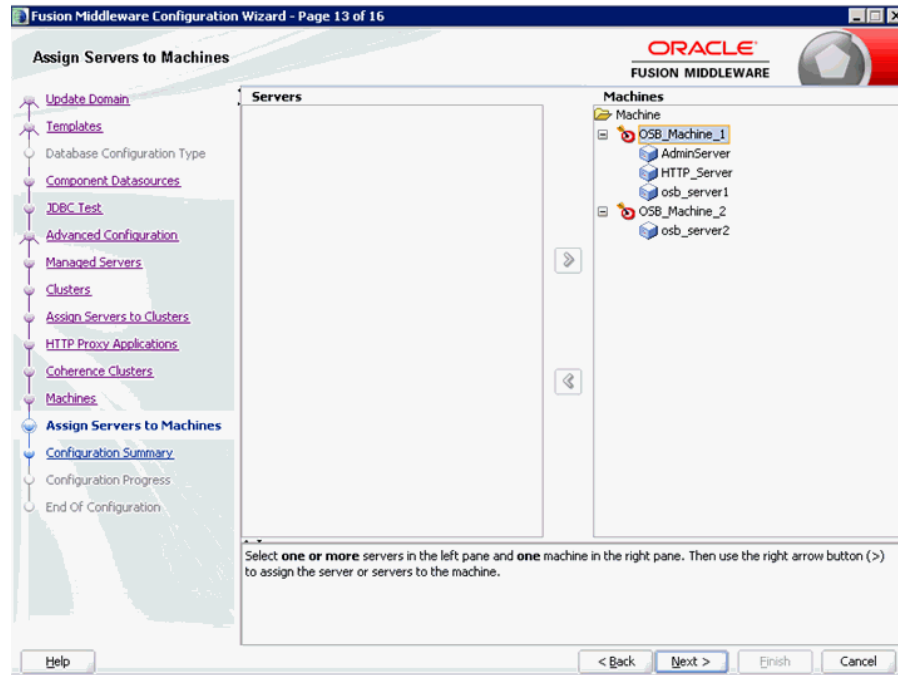 Fusion Middleware Configuration Wizard - Page 13 of 16
Assign Servers to Machines
ORACLE
FUSION MIDDLEWARE
Update Domain
Templates
Database Configuration Type
Component Datasources
JDBC Test
Advanced Configuration
Managed Servers
Clusters
Assign Servers to Clusters
HTTP Proxy Applications
Coherence Clusters
Machines
Assign Servers to Machines
Configuration Summary
Configuration Progress
End Of Configuration
Servers
Machines
Machine
OSB_Machine_1
AdminServer
HTTP_Server
osb_server1
OSB_Machine_2
osb_server2
Select one or more servers in the left pane and one machine in the right pane. Then use the right arrow button (>)
to assign the server or servers to the machine.
Help
< Back
Next >
Finish
Cancel